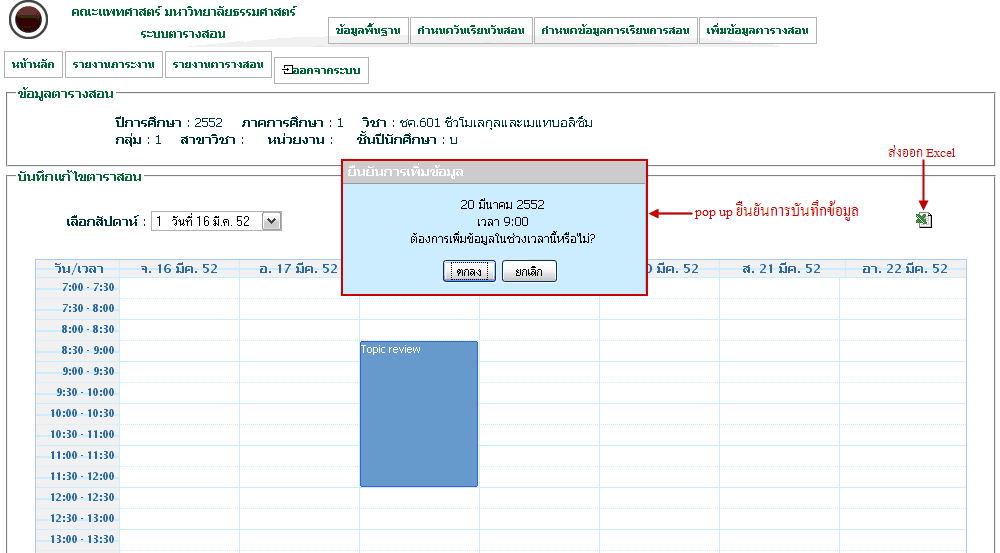 คณะแพทศาสตร์ มหาวิทยาลัยธรรมศาสตร์
ระบบตารางสอน
ข้อมูลพื้นฐาน กำหนดวันเรียนวันสอน กำหนดข้อมูลการเรียนการสอน เพิ่มข้อมูลตารางสอน
หน้าหลัก รายงานภาระงาน รายงานตารางสอน ออกจากระบบ
ข้อมูลตารางสอน
ปีการศึกษา : 2552 ภาคการศึกษา : 1 วิชา : ชค.601 ชีวโมเลกุลและเมแทบอลิซึม
กลุ่ม : 1 สาขาวิชา : หน่วยงาน : ชั้นปีนักศึกษา : บ
ส่งออก Excel
บันทึกแก้ไขตาราสอน
ยืนยันการเพิ่มข้อมูล
20 มีนาคม 2552
เวลา 9:00
ต้องการเพิ่มข้อมูลในช่วงเวลานี้หรือไม่?
ตกลง ยกเลิก
pop up ยืนยันการบันทึกข้อมูล
เลือกสัปดาห์ : 1 วันที่ 16 มี.ค. 52
วัน/เวลา จ. 16 มี.ค. 52 อ. 17 มี.ค. 52 0 มี.ค. 52 ส. 21 มี.ค. 52 อา. 22 มี.ค. 52
7:00 - 7:30
7:30 - 8:00
8:00 - 8:30
8:30 - 9:00 Topic review
9:00 - 9:30
9:30 - 10:00
10:00 - 10:30
10:30 - 11:00
11:00 - 11:30
11:30 - 12:00
12:00 - 12:30
12:30 - 13:00
13:00 - 13:30